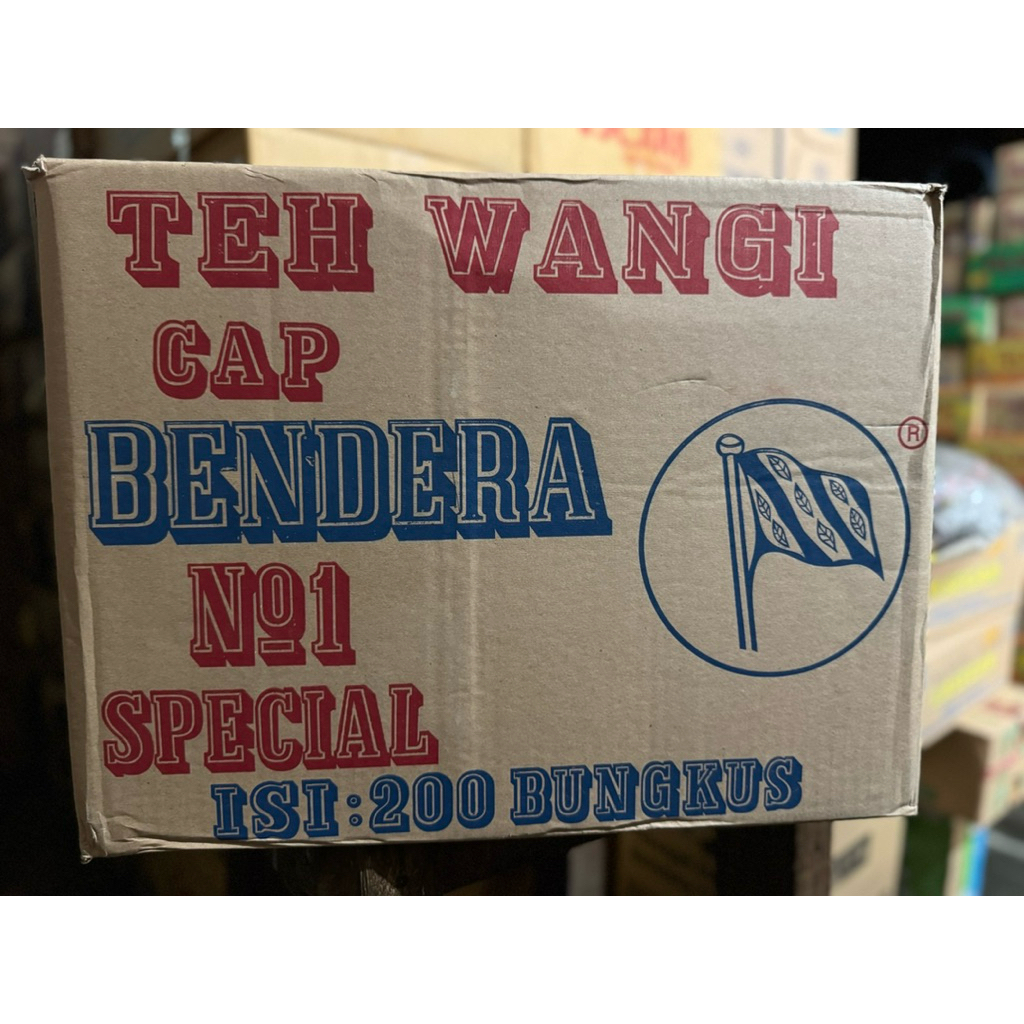 TEH WANGI
CAP
BENDERA
®
Nº1
SPECIAL
ISI:200 BUNGKUS